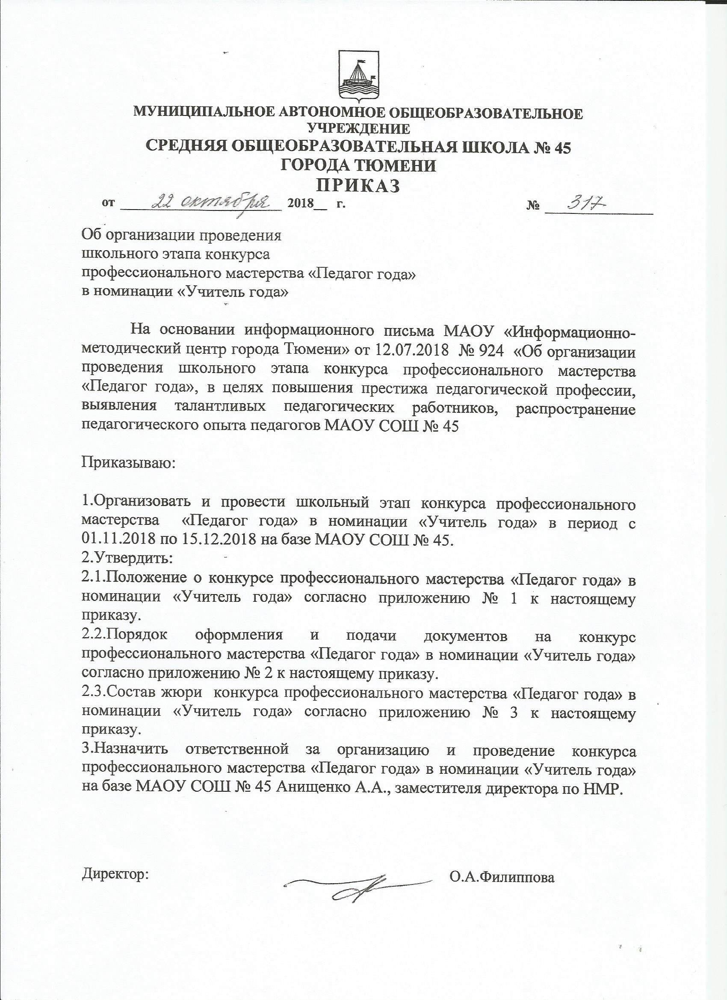 МУНИЦИПАЛЬНОЕ АВТОНОМНОЕ ОБЩЕОБРАЗОВАТЕЛЬНОЕ
УЧРЕЖДЕНИЕ
СРЕДНЯЯ ОБЩЕОБРАЗОВАТЕЛЬНАЯ ШКОЛА № 45
ГОРОДА ТЮМЕНИ
ПРИКАЗ
от 22 октября 2018__ г. № 317
Об организации проведения
школьного этапа конкурса
профессионального мастерства «Педагог года»
в номинации «Учитель года»
На основании информационного письма МАОУ «Информационно-
методический центр города Тюмени» от 12.07.2018 № 924 «Об организации
проведения школьного этапа конкурса профессионального мастерства
«Педагог года», в целях повышения престижа педагогической профессии,
выявления талантливых педагогических работников, распространение
педагогического опыта педагогов МАОУ СОШ № 45
Приказываю:
1.Организовать и провести школьный этап конкурса профессионального
мастерства «Педагог года» в номинации «Учитель года» в период с
01.11.2018 по 15.12.2018 на базе МАОУ СОШ № 45.
2.Утвердить:
2.1.Положение о конкурсе профессионального мастерства «Педагог года» в
номинации «Учитель года» согласно приложению № 1 к настоящему
приказу.
2.2.Порядок оформления и подачи документов на конкурс
профессионального мастерства «Педагог года» в номинации «Учитель года»
согласно приложению № 2 к настоящему приказу.
2.3.Состав жюри конкурса профессионального мастерства «Педагог года» в
номинации «Учитель года» согласно приложению № 3 к настоящему
приказу.
3.Назначить ответственной за организацию и проведение конкурса
профессионального мастерства «Педагог года» в номинации «Учитель года»
на базе МАОУ СОШ № 45 Анищенко А.А., заместителя директора по НМР.
Директор: О.А.Филиппова